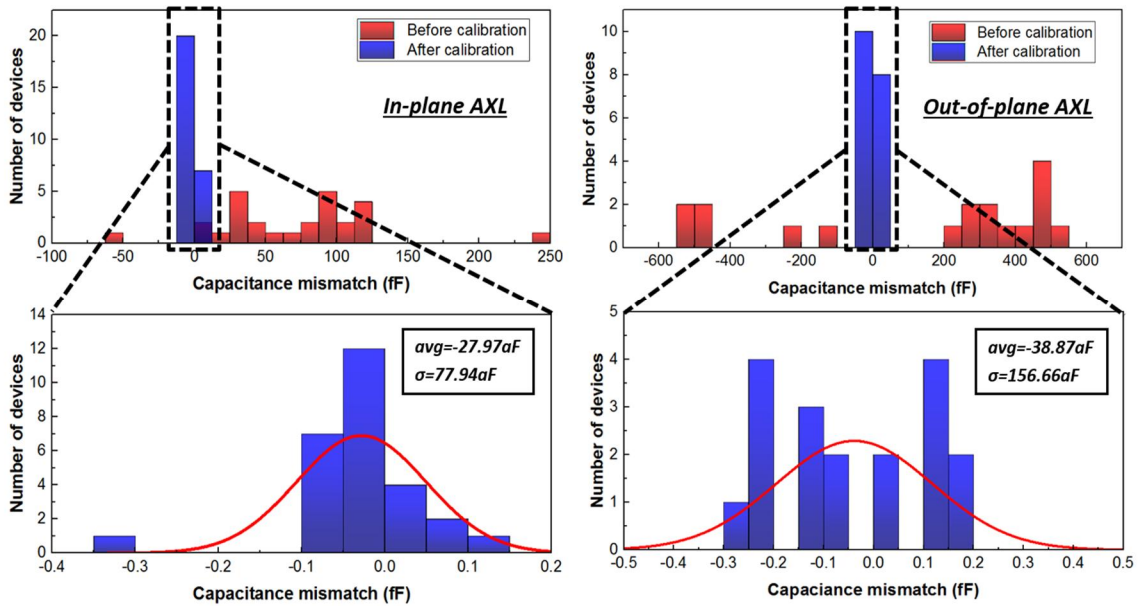 Before calibration
After calibration
In-plane AXL
Number of devices
20
15
10
5
0
-100 -50 0 50 100 150 200 250
Capacitance mismatch (fF)
Before calibration
After calibration
Out-of-plane AXL
Number of devices
10
8
6
4
2
0
-600 -400 -200 0 200 400 600
Capacitance mismatch (fF)
avg=-27.97aF
σ=77.94aF
Number of devices
14
12
10
8
6
4
2
0
-0.4 -0.3 -0.2 -0.1 0.0 0.1 0.2
Capacitance mismatch (fF)
avg=-38.87aF
σ=156.66aF
Number of devices
5
4
3
2
1
0
-0.5 -0.4 -0.3 -0.2 -0.1 0.0 0.1 0.2 0.3 0.4 0.5
Capaciance mismatch (fF)